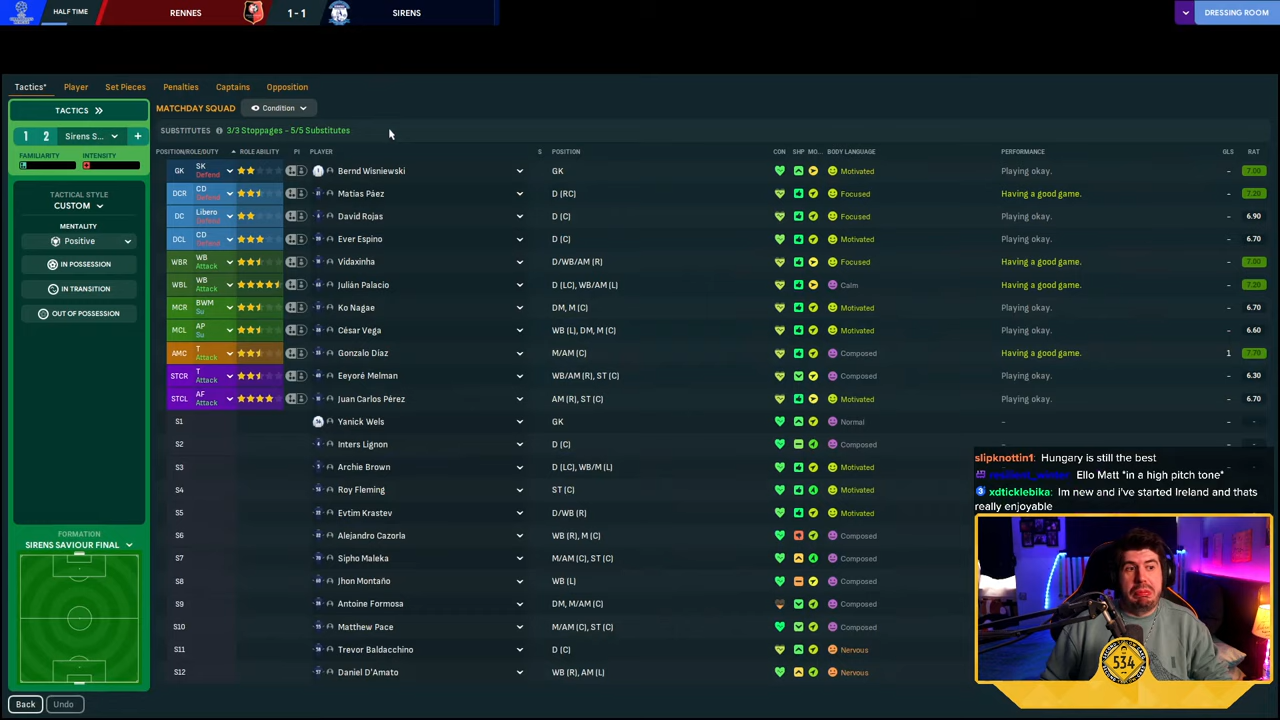 HALF TIME RENNES 1 - 1 SIRENS DRESSING ROOM
Tactics* Player Set Pieces Penalties Captains Opposition
TACTICS MATCHDAY SQUAD Condition
1 2 Sirens S... + SUBSTITUTES 3/3 Stoppages - 5/5 Substitutes
FAMILIARITY INTENSITY
POSITION/ROLE/DUTY ROLE ABILITY PI PLAYER S POSITION CON SHP MO... BODY LANGUAGE PERFORMANCE GLS RAT
GK SK Defend Bernd Wisniewski GK Motivated Playing okay. - 7.00
DCR CD Defend Matías Páez D (RC) Focused Having a good game. - 7.20
DC Libero Defend David Rojas D (C) Focused Playing okay. - 6.90
DCL CD Defend Ever Espino D (C) Motivated Playing okay. - 6.70
WBR WB Attack Vidaxinha D/WB/AM (R) Focused Having a good game. - 7.00
WBL WB Attack Julián Palacio D (LC), WB/AM (L) Calm Having a good game. - 7.20
MCR BWM Su Ko Nagae DM, M (C) Motivated Playing okay. - 6.70
MCL AP Su César Vega WB (L), DM, M (C) Motivated Playing okay. - 6.60
AMC T Attack Gonzalo Díaz M/AM (C) Composed Having a good game. 1 7.70
STCR T Attack Eeyoré Melman WB/AM (R), ST (C) Composed Playing okay. - 6.30
STCL AF Attack Juan Carlos Pérez AM (R), ST (C) Motivated Playing okay. - 6.70
S1 Yanick Wels GK Normal - - -
S2 Inters Lignon D (C) Composed
S3 Archie Brown D (LC), WB/M (L) Motivated
S4 Roy Fleming ST (C) Motivated
S5 Evtim Krastev D/WB (R) Motivated
S6 Alejandro Cazorla WB (R), M (C) Composed
S7 Sipho Maleka M/AM (C), ST (C) Composed
S8 Jhon Montaño WB (L) Composed
S9 Antoine Formosa DM, M/AM (C) Composed
S10 Matthew Pace M/AM (C), ST (C) Composed
S11 Trevor Baldacchino D (C) Nervous
S12 Daniel D'Amato WB (R), AM (L) Nervous
TACTICAL STYLE
CUSTOM
MENTALITY
Positive
IN POSSESSION
IN TRANSITION
OUT OF POSSESSION
FORMATION
SIRENS SAVIOUR FINAL
Back Undo
slipknottin1: Hungary is still the best
Ello Matt *in a high pitch tone*
xdticklebika: Im new and i've started Ireland and thats
really enjoyable
534